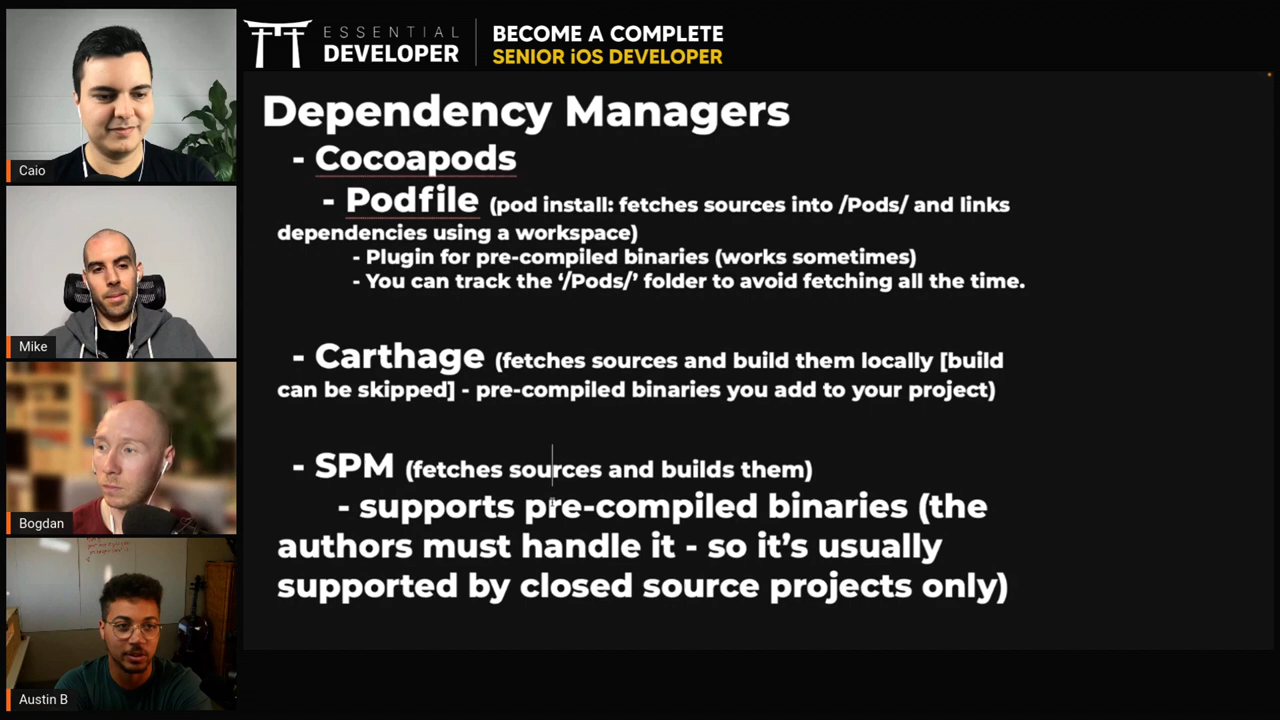 ESSENTIAL
DEVELOPER
BECOME A COMPLETE
SENIOR iOS DEVELOPER
Dependency Managers
- Cocoapods
- Podfile (pod install: fetches sources into /Pods/ and links
dependencies using a workspace)
- Plugin for pre-compiled binaries (works sometimes)
- You can track the ‘/Pods/’ folder to avoid fetching all the time.
- Carthage (fetches sources and build them locally [build
can be skipped] - pre-compiled binaries you add to your project)
- SPM (fetches sources and builds them)
- supports pre-compiled binaries (the
authors must handle it - so it’s usually
supported by closed source projects only)
Caio
Mike
Bogdan
Austin B